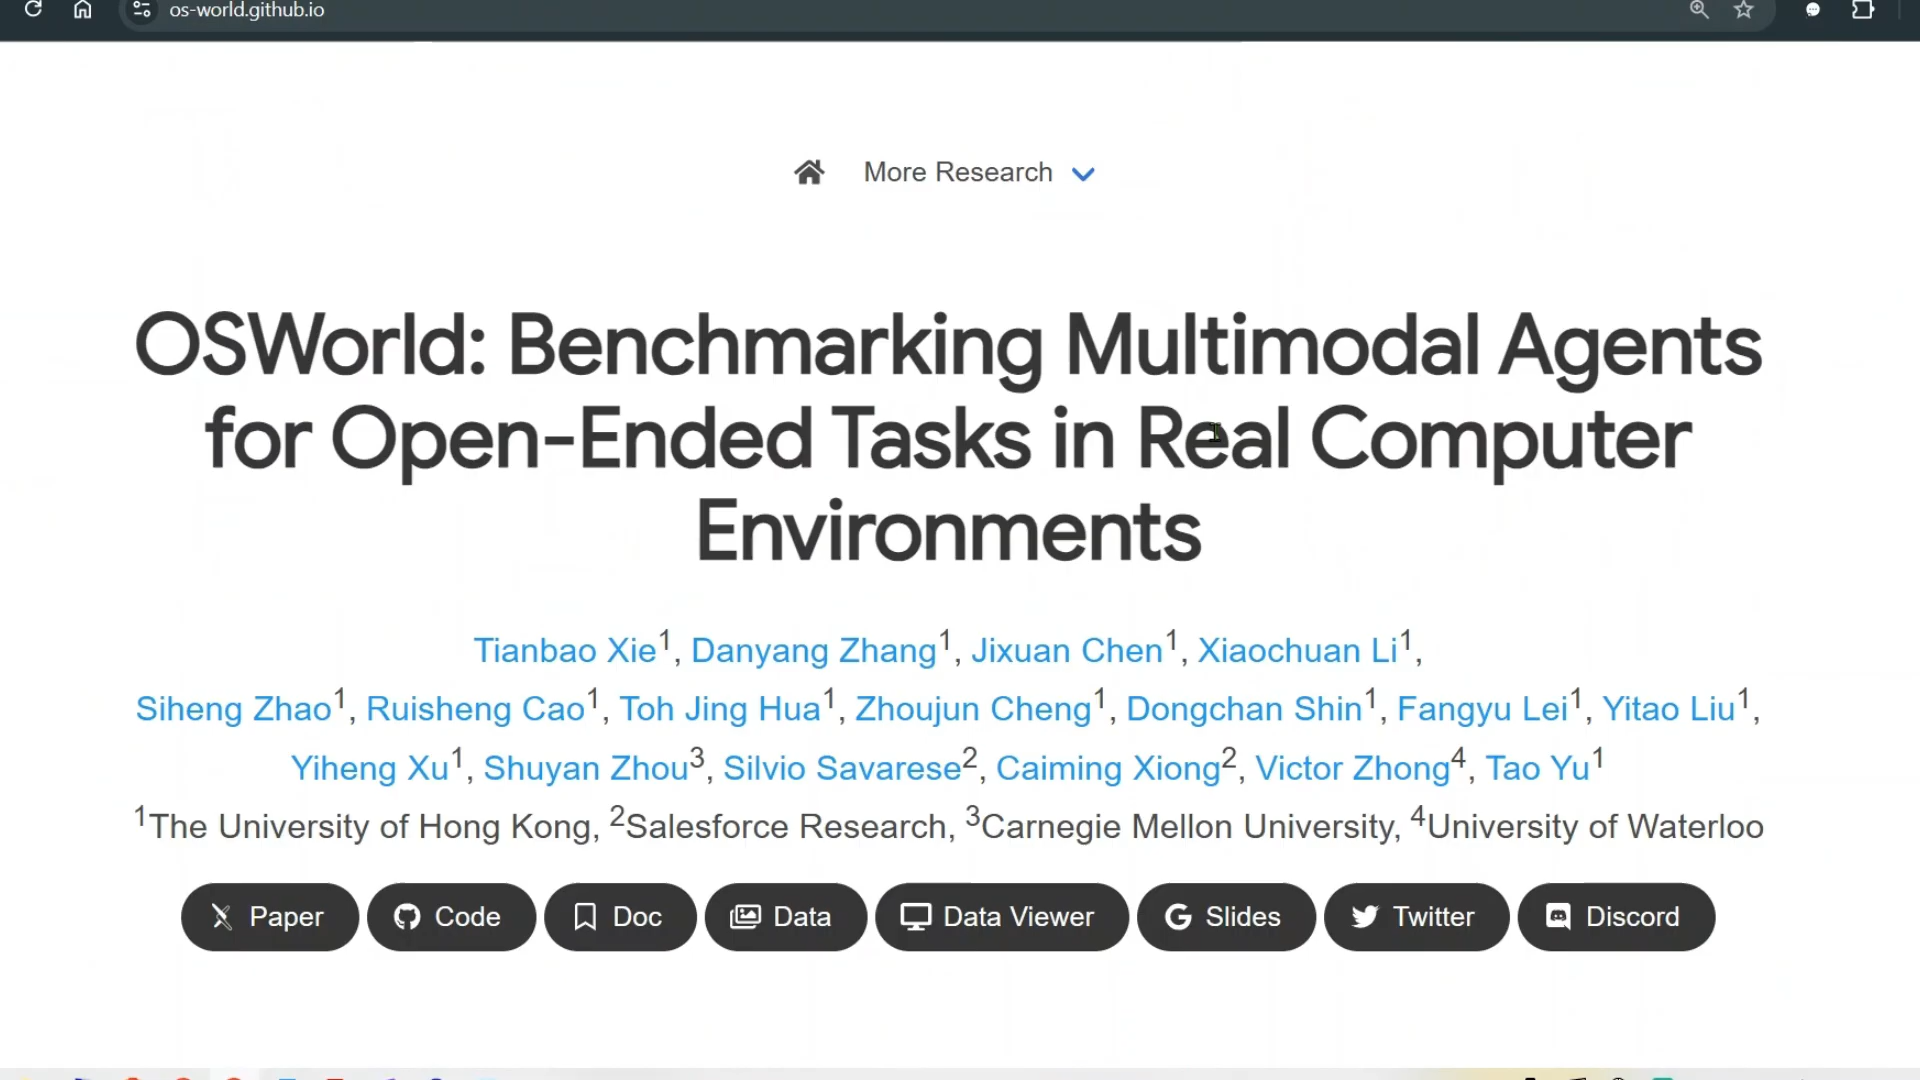 os-world.github.io
More Research
OSWorld: Benchmarking Multimodal Agents
for Open-Ended Tasks in Real Computer
Environments
Tianbao Xie1, Danyang Zhang1, Jixuan Chen1, Xiaochuan Li1,
Siheng Zhao1, Ruisheng Cao1, Toh Jing Hua1, Zhoujun Cheng1, Dongchan Shin1, Fangyu Lei1, Yitao Liu1,
Yiheng Xu1, Shuyan Zhou3, Silvio Savarese2, Caiming Xiong2, Victor Zhong4, Tao Yu1
1The University of Hong Kong, 2Salesforce Research, 3Carnegie Mellon University, 4University of Waterloo
Paper Code Doc Data Data Viewer Slides Twitter Discord